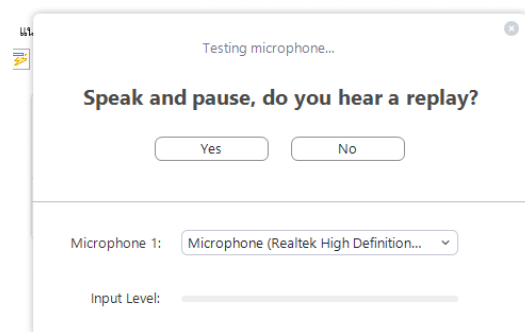 Testing microphone...
Speak and pause, do you hear a replay?
Yes
No
Microphone 1:
Microphone (Realtek High Definition...
Input Level: